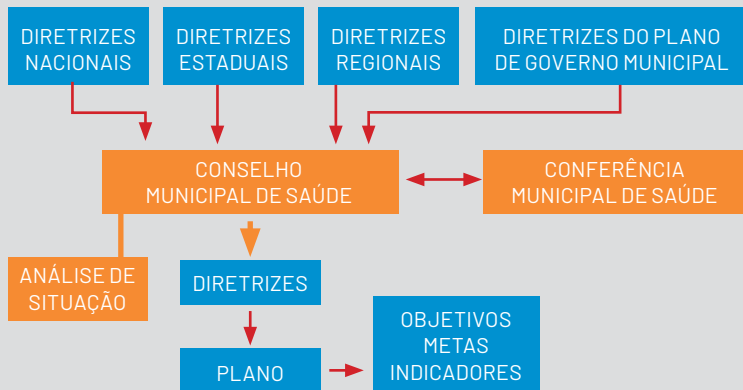 DIRETRIZES
NACIONAIS
DIRETRIZES
ESTADUAIS
DIRETRIZES
REGIONAIS
DIRETRIZES DO PLANO
DE GOVERNO MUNICIPAL
CONSELHO
MUNICIPAL DE SAÚDE
CONFERÊNCIA
MUNICIPAL DE SAÚDE
ANÁLISE DE
SITUAÇÃO
DIRETRIZES
PLANO
OBJETIVOS
METAS
INDICADORES